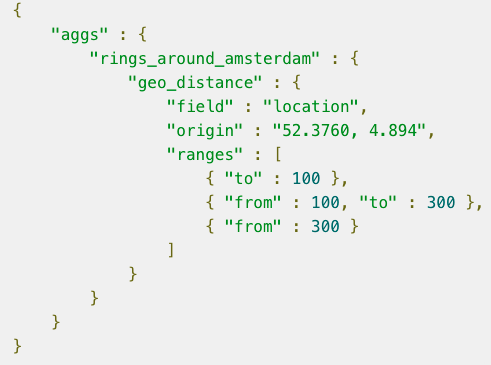 {
    "aggs" : {
        "rings_around_amsterdam" : {
            "geo_distance" : {
                "field" : "location",
                "origin" : "52.3760, 4.894",
                "ranges" : [
                    { "to" : 100 },
                    { "from" : 100, "to" : 300 },
                    { "from" : 300 }
                ]
            }
        }
    }
}